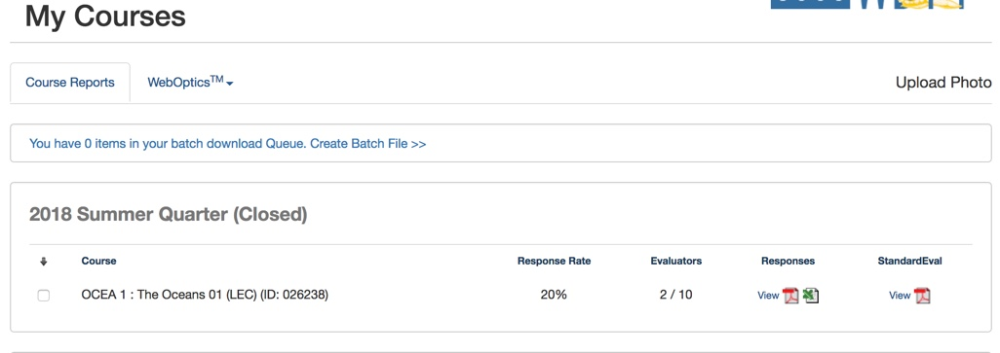 My Courses
Course Reports WebOptics™ Upload Photo
You have 0 items in your batch download Queue. Create Batch File >>
2018 Summer Quarter (Closed)
Course Response Rate Evaluators Responses StandardEval
OCEA 1 : The Oceans 01 (LEC) (ID: 026238) 20% 2 / 10 View View